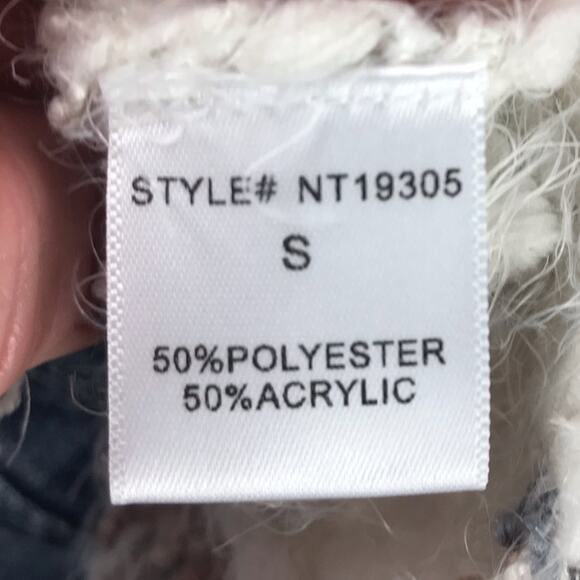 STYLE# NT19305
S
50%POLYESTER
50%ACRYLIC